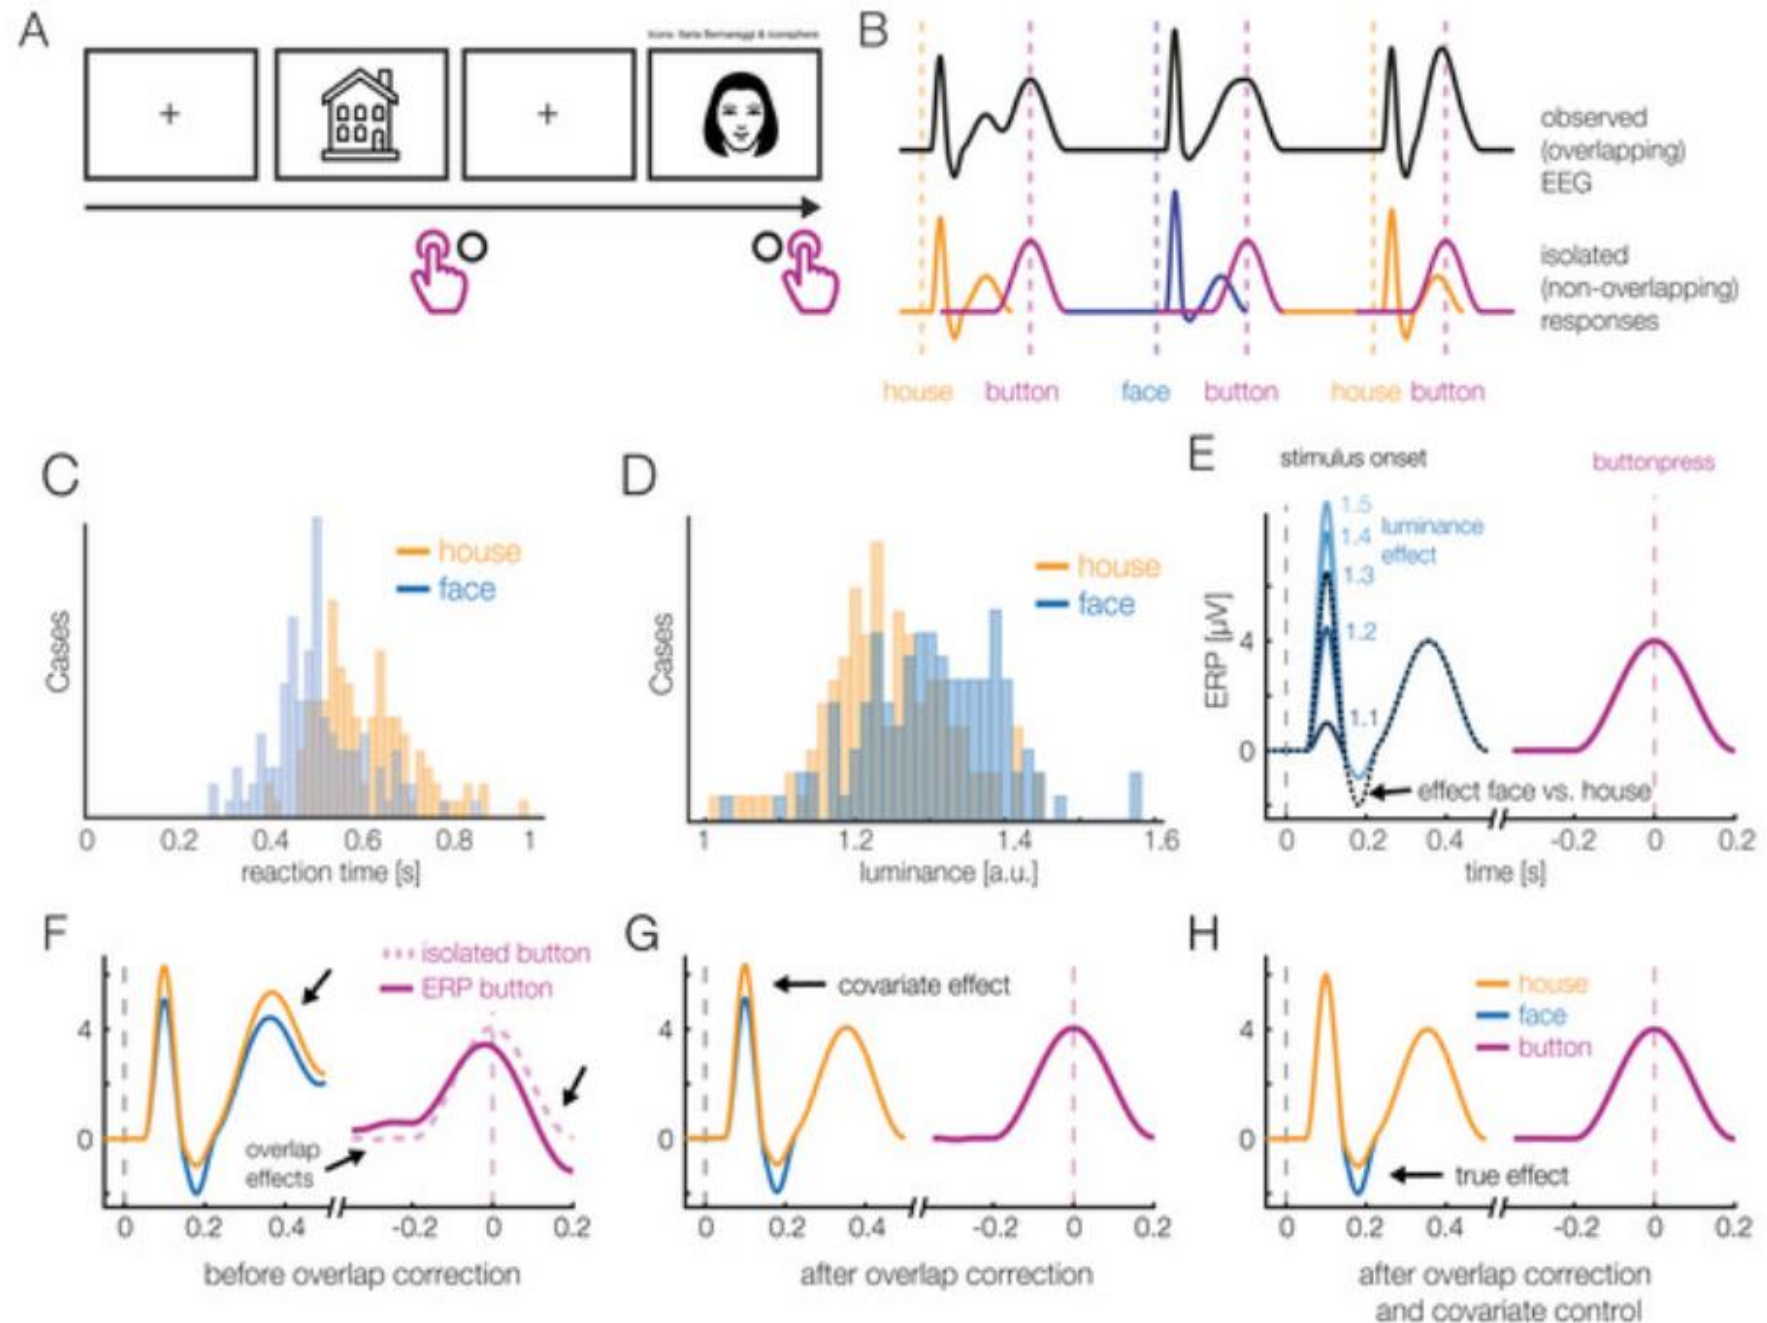 A
Icons: Ilaria Bernareggi & iconsphere
+
+
B
observed
(overlapping)
EEG
isolated
(non-overlapping)
responses
house button face button house button
C
Cases
house
face
0 0.2 0.4 0.6 0.8 1
reaction time [s]
D
Cases
house
face
1 1.2 1.4 1.6
luminance [a.u.]
E
stimulus onset buttonpress
1.5
1.4
1.3
1.2
1.1
luminance
effect
ERP [µV]
4
0
effect face vs. house
0 0.2 0.4 -0.2 0 0.2
time [s]
F
isolated button
ERP button
4
0
overlap
effects
0 0.2 0.4 -0.2 0 0.2
before overlap correction
G
covariate effect
4
0
0 0.2 0.4 -0.2 0 0.2
after overlap correction
H
house
face
button
4
0
true effect
0 0.2 0.4 -0.2 0 0.2
after overlap correction
and covariate control